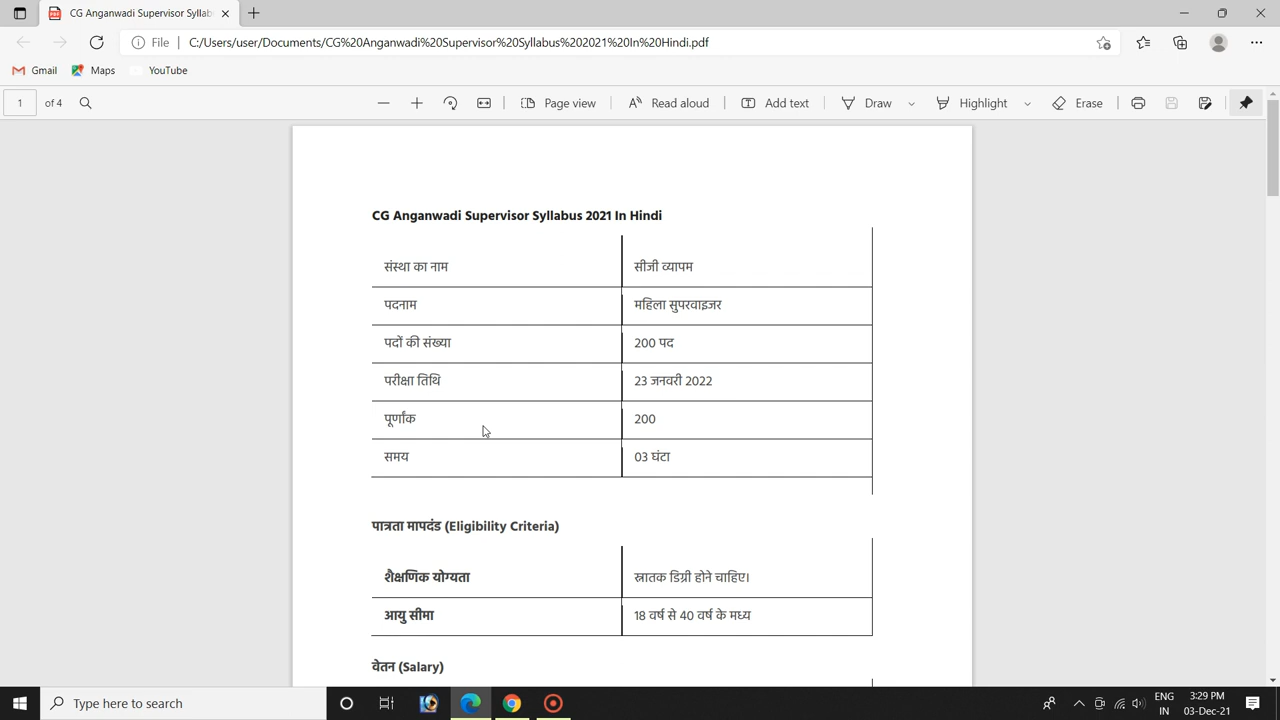 CG Anganwadi Supervisor Syllab
File | C:/Users/user/Documents/CG%20Anganwadi%20Supervisor%20Syllabus%202021%20In%20Hindi.pdf
Gmail Maps YouTube
1 of 4 Page view Read aloud Add text Draw Highlight Erase
CG Anganwadi Supervisor Syllabus 2021 In Hindi
संस्था का नाम सीजी व्यापम
पदनाम महिला सुपरवाइजर
पदों की संख्या 200 पद
परीक्षा तिथि 23 जनवरी 2022
पूर्णांक 200
समय 03 घंटा
पात्रता मापदंड (Eligibility Criteria)
शैक्षणिक योग्यता स्नातक डिग्री होने चाहिए।
आयु सीमा 18 वर्ष से 40 वर्ष के मध्य
वेतन (Salary)
Type here to search
ENG 3:29 PM
IN 03-Dec-21